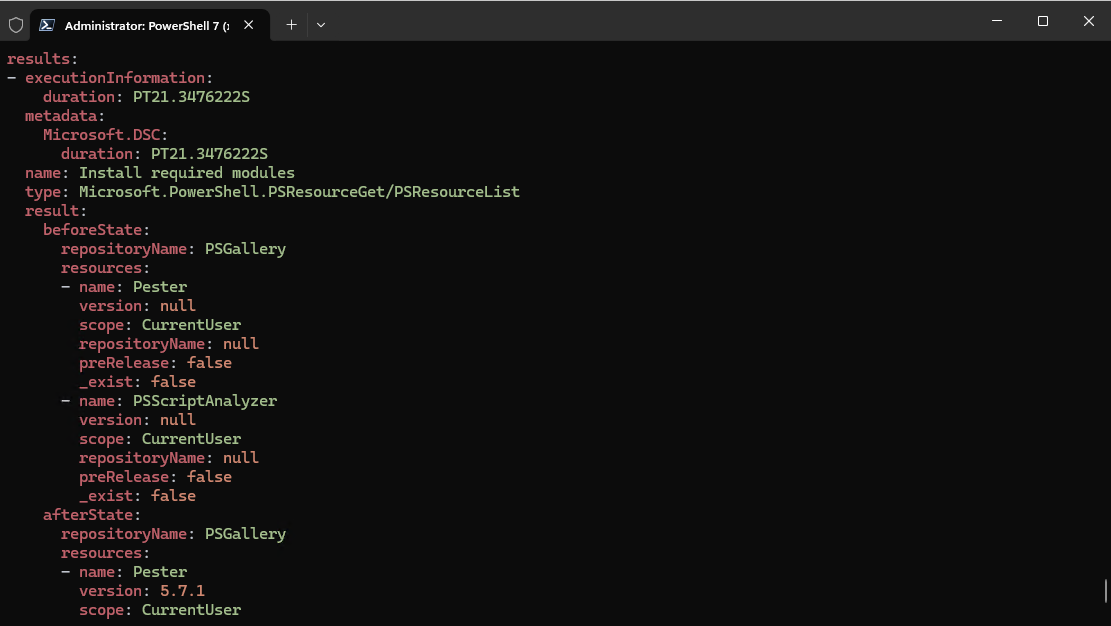 Administrator: PowerShell 7 (
results:
- executionInformation:
    duration: PT21.3476222S
  metadata:
    Microsoft.DSC:
      duration: PT21.3476222S
  name: Install required modules
  type: Microsoft.PowerShell.PSResourceGet/PSResourceList
  result:
    beforeState:
      repositoryName: PSGallery
      resources:
      - name: Pester
        version: null
        scope: CurrentUser
        repositoryName: null
        preRelease: false
        _exist: false
      - name: PSScriptAnalyzer
        version: null
        scope: CurrentUser
        repositoryName: null
        preRelease: false
        _exist: false
    afterState:
      repositoryName: PSGallery
      resources:
      - name: Pester
        version: 5.7.1
        scope: CurrentUser